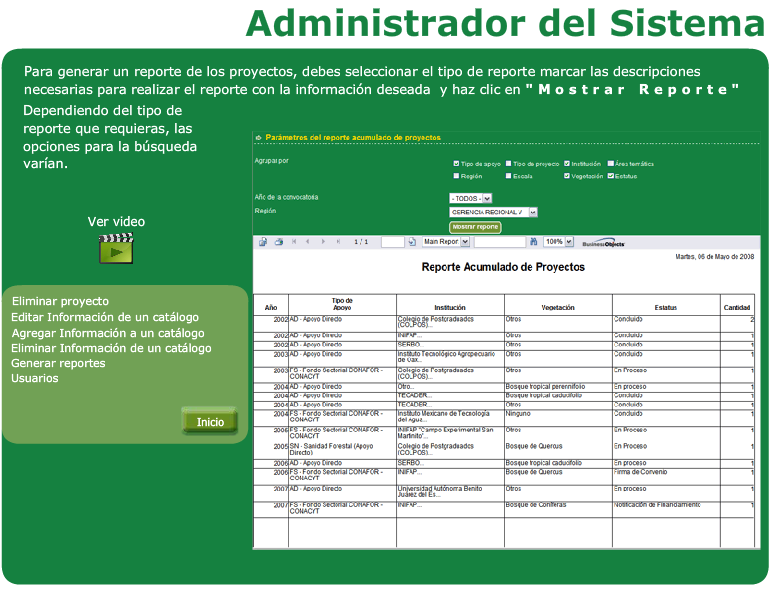 Administrador del Sistema
Para generar un reporte de los proyectos, debes seleccionar el tipo de reporte marcar las descripciones
necesarias para realizar el reporte con la información deseada y haz clic en "Mostrar Reporte"
Dependiendo del tipo de
reporte que requieras, las
opciones para la búsqueda
varían.
Ver video
Eliminar proyecto
Editar Información de un catálogo
Agregar Información a un catálogo
Eliminar Información de un catálogo
Generar reportes
Usuarios
Inicio
Parámetros del reporte acumulado de proyectos
Agrupar por
Tipo de apoyo Tipo de proyecto Institución Área temática
Región Escala Vegetación Estatus
Año de la convocatoria - TODOS -
Región GERENCIA REGIONAL V
Mostrar reporte
1 / 1 Main Repor 100% BusinessObjects
Martes, 06 de Mayo de 2008
Reporte Acumulado de Proyectos
Año Tipo de Apoyo Institución Vegetación Estatus Cantidad
2002 AD - Apoyo Directo Colegio de Postgraduados (COLPOS)... Otros Concluido 2
2002 AD - Apoyo Directo INIFAP... Otros Concluido 1
2002 AD - Apoyo Directo SERBO... Otros Concluido 1
2003 AD - Apoyo Directo Instituto Tecnológico Agropecuario de Oax... Otros Concluido 1
2003 FS - Fondo Sectorial CONAFOR - CONACYT Colegio de Postgraduados (COLPOS)... Otros En Proceso 1
2004 AD - Apoyo Directo Otro... Bosque tropical perennifolio En proceso 1
2004 AD - Apoyo Directo TECADER... Bosque tropical caducifolio Concluido 1
2004 AD - Apoyo Directo TECADER... Otros Concluido 1
2004 FS - Fondo Sectorial CONAFOR - CONACYT Instituto Mexicano de Tecnología del Agua... Ninguno Concluido 1
FS - Fondo Sectorial CONAFOR - CONACYT INIFAP "Campo Experimental San Martinito"... Otros En Proceso 1
2005 SN - Sanidad Forestal (Apoyo Directo) Colegio de Postgraduados (COLPOS)... Bosque de Quercus En Proceso 1
2006 AD - Apoyo Directo SERBO... Bosque tropical caducifolio En proceso 1
2006 FS - Fondo Sectorial CONAFOR - CONACYT INIFAP... Bosque de Quercus Firma de Convenio 1
2007 AD - Apoyo Directo Universidad Autónoma Benito Juárez del Es... Otros En proceso 1
2007 FS - Fondo Sectorial CONAFOR - CONACYT INIFAP... Bosque de Coníferas Notificación de Financiamiento 1